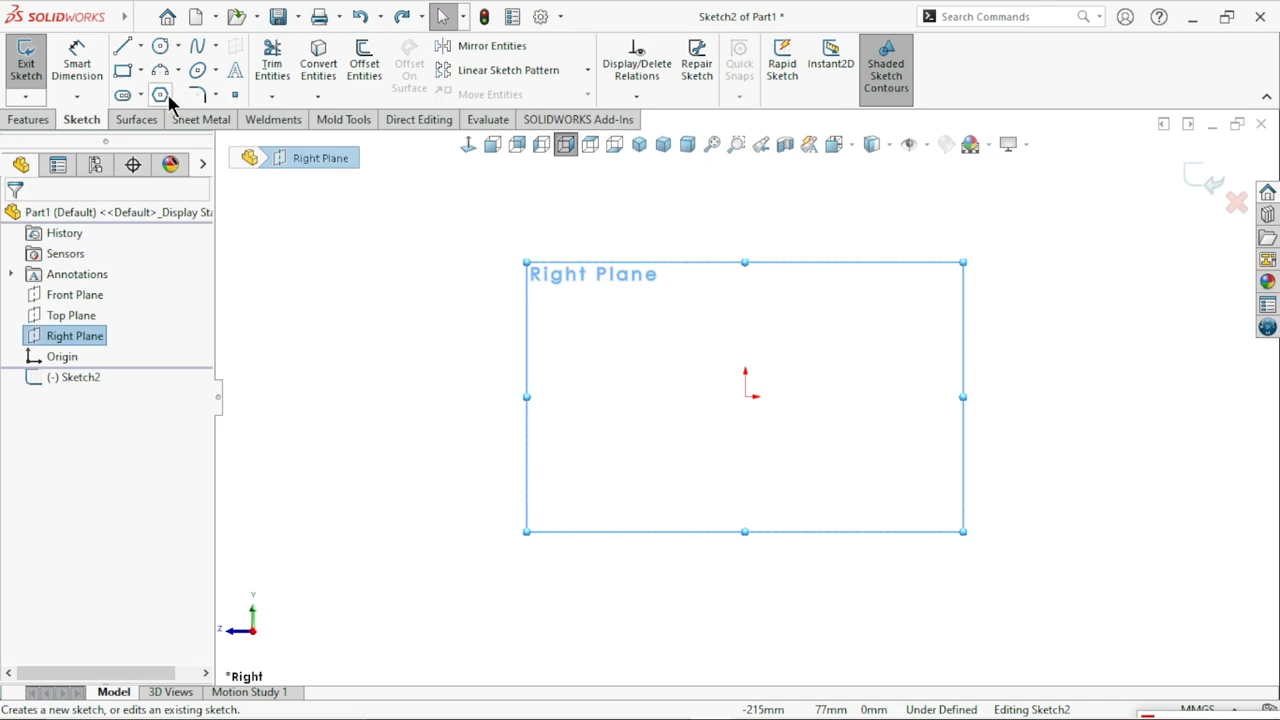 SOLIDWORKS
Sketch2 of Part1 *
Search Commands
Exit Sketch
Smart Dimension
Trim Entities
Convert Entities
Offset Entities
Offset On Surface
Mirror Entities
Linear Sketch Pattern
Move Entities
Display/Delete Relations
Repair Sketch
Quick Snaps
Rapid Sketch
Instant2D
Shaded Sketch Contours
Features
Sketch
Surfaces
Sheet Metal
Weldments
Mold Tools
Direct Editing
Evaluate
SOLIDWORKS Add-Ins
Right Plane
Part1 (Default) <<Default>_Display Sta
History
Sensors
Annotations
Front Plane
Top Plane
Right Plane
Origin
(-) Sketch2
Right Plane
Y
Z
*Right
Model
3D Views
Motion Study 1
Creates a new sketch, or edits an existing sketch.
-215mm
77mm
0mm
Under Defined
Editing Sketch2
MMGS